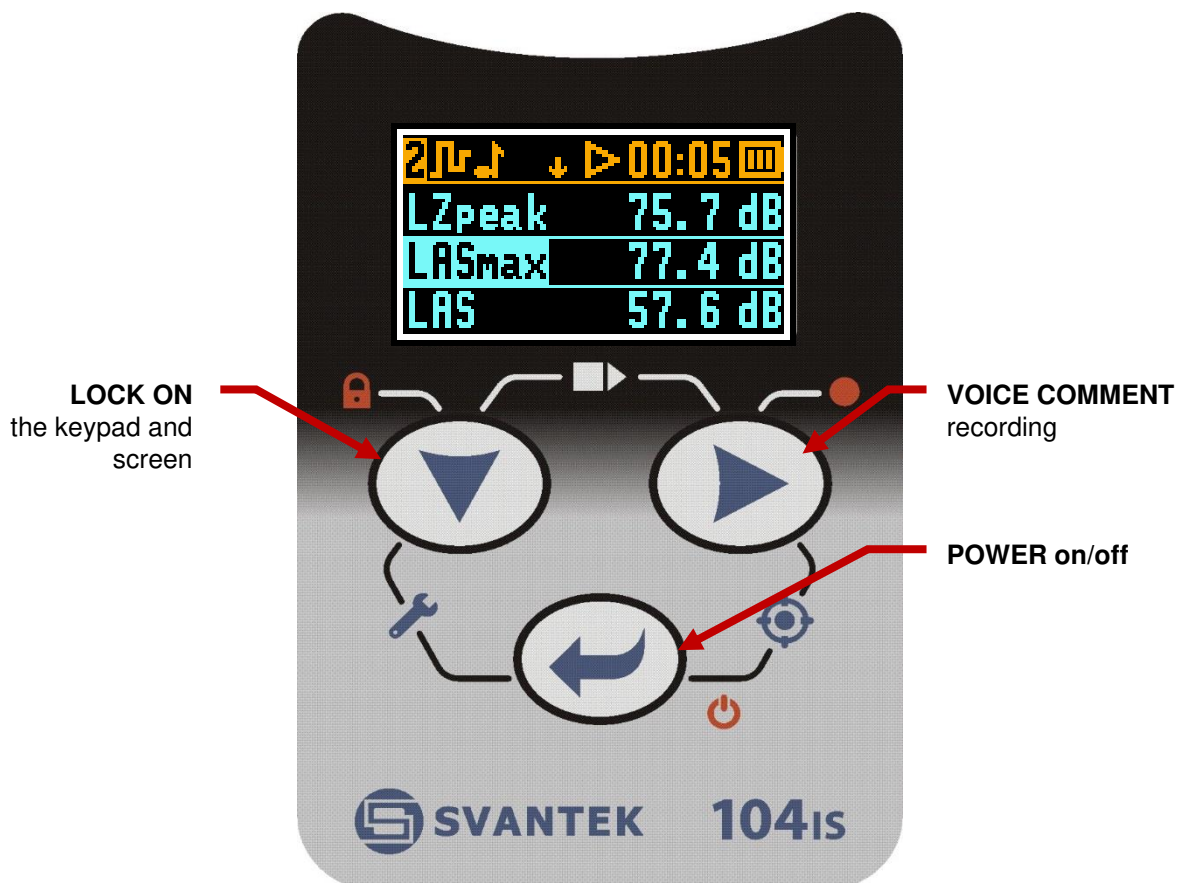 2 00:05
LZpeak 75.7 dB
LASmax 77.4 dB
LAS 57.6 dB
LOCK ON
the keypad and
screen
VOICE COMMENT
recording
POWER on/off
SVANTEK 104IS